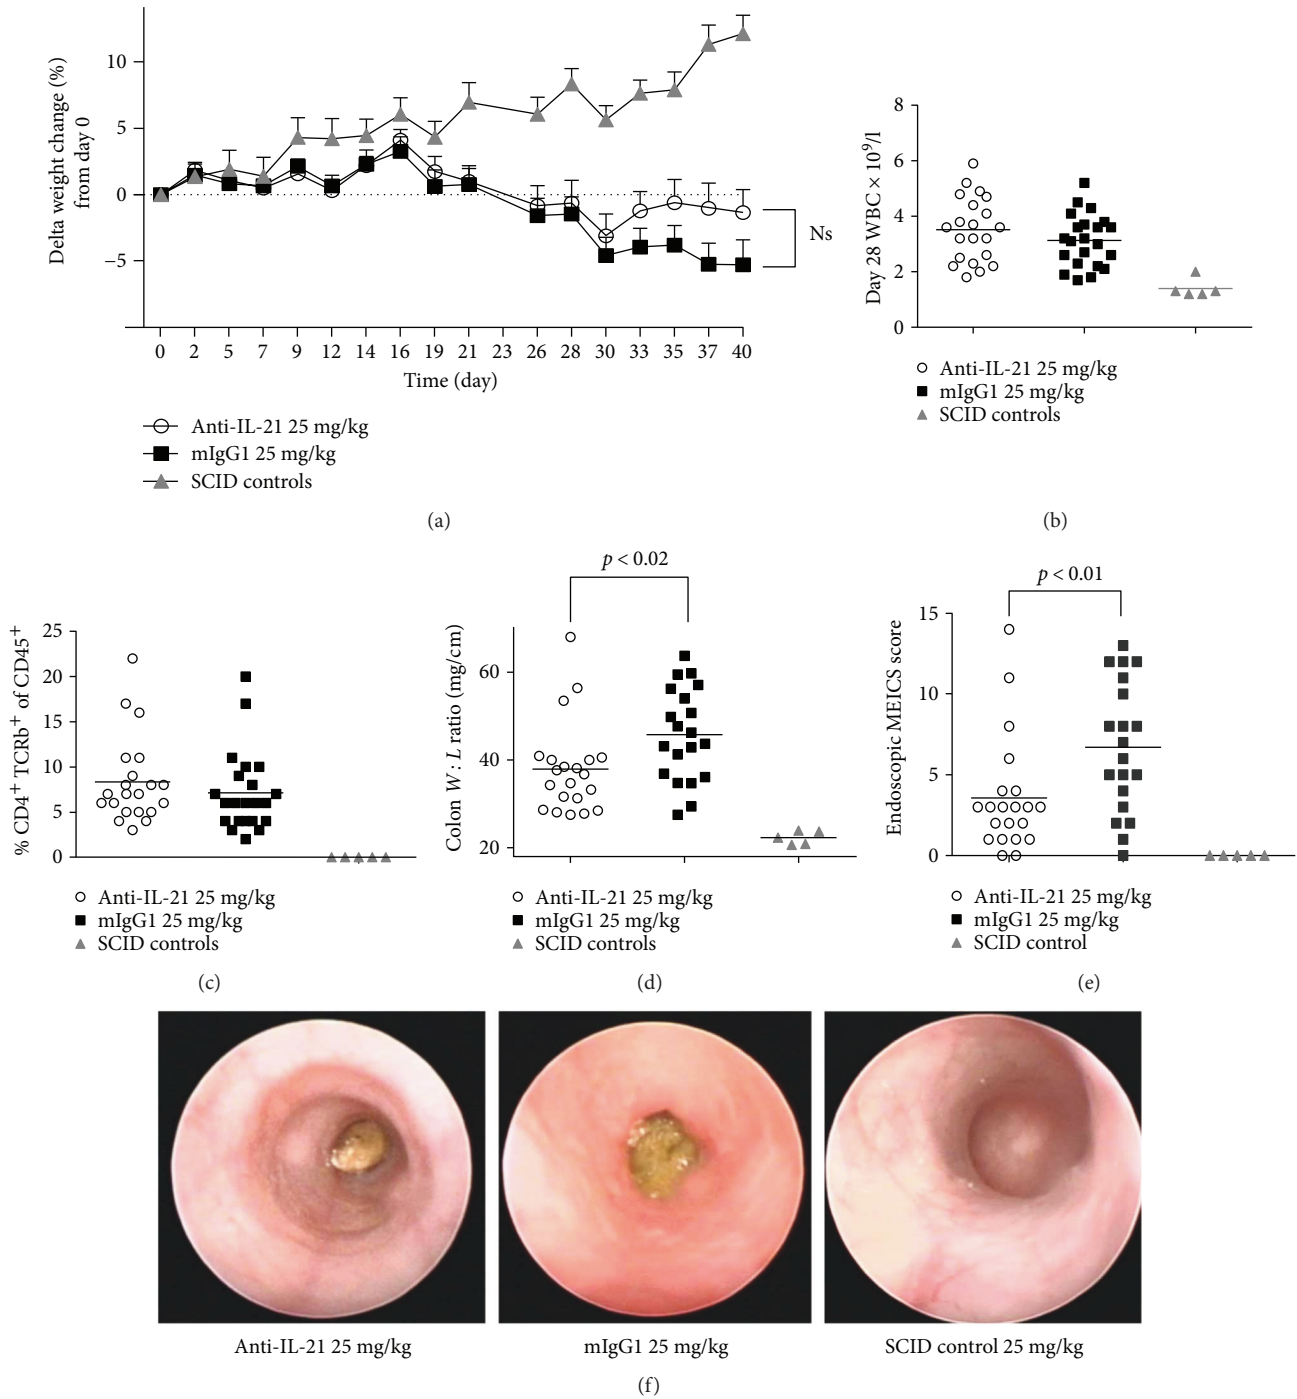 Delta weight change (%)
from day 0
10
5
0
−5
0 2 5 7 9 12 14 16 19 21 23 26 28 30 33 35 37 40
Time (day)
Ns
Anti-IL-21 25 mg/kg
mIgG1 25 mg/kg
SCID controls
(a)
Day 28 WBC × 10⁹/l
8
6
4
2
0
Anti-IL-21 25 mg/kg
mIgG1 25 mg/kg
SCID controls
(b)
% CD4⁺ TCRb⁺ of CD45⁺
25
20
15
10
5
0
Anti-IL-21 25 mg/kg
mIgG1 25 mg/kg
SCID controls
(c)
p < 0.02
Colon W : L ratio (mg/cm)
60
40
20
Anti-IL-21 25 mg/kg
mIgG1 25 mg/kg
SCID controls
(d)
p < 0.01
Endoscopic MEICS score
15
10
5
0
Anti-IL-21 25 mg/kg
mIgG1 25 mg/kg
SCID control
(e)
Anti-IL-21 25 mg/kg
mIgG1 25 mg/kg
SCID control 25 mg/kg
(f)